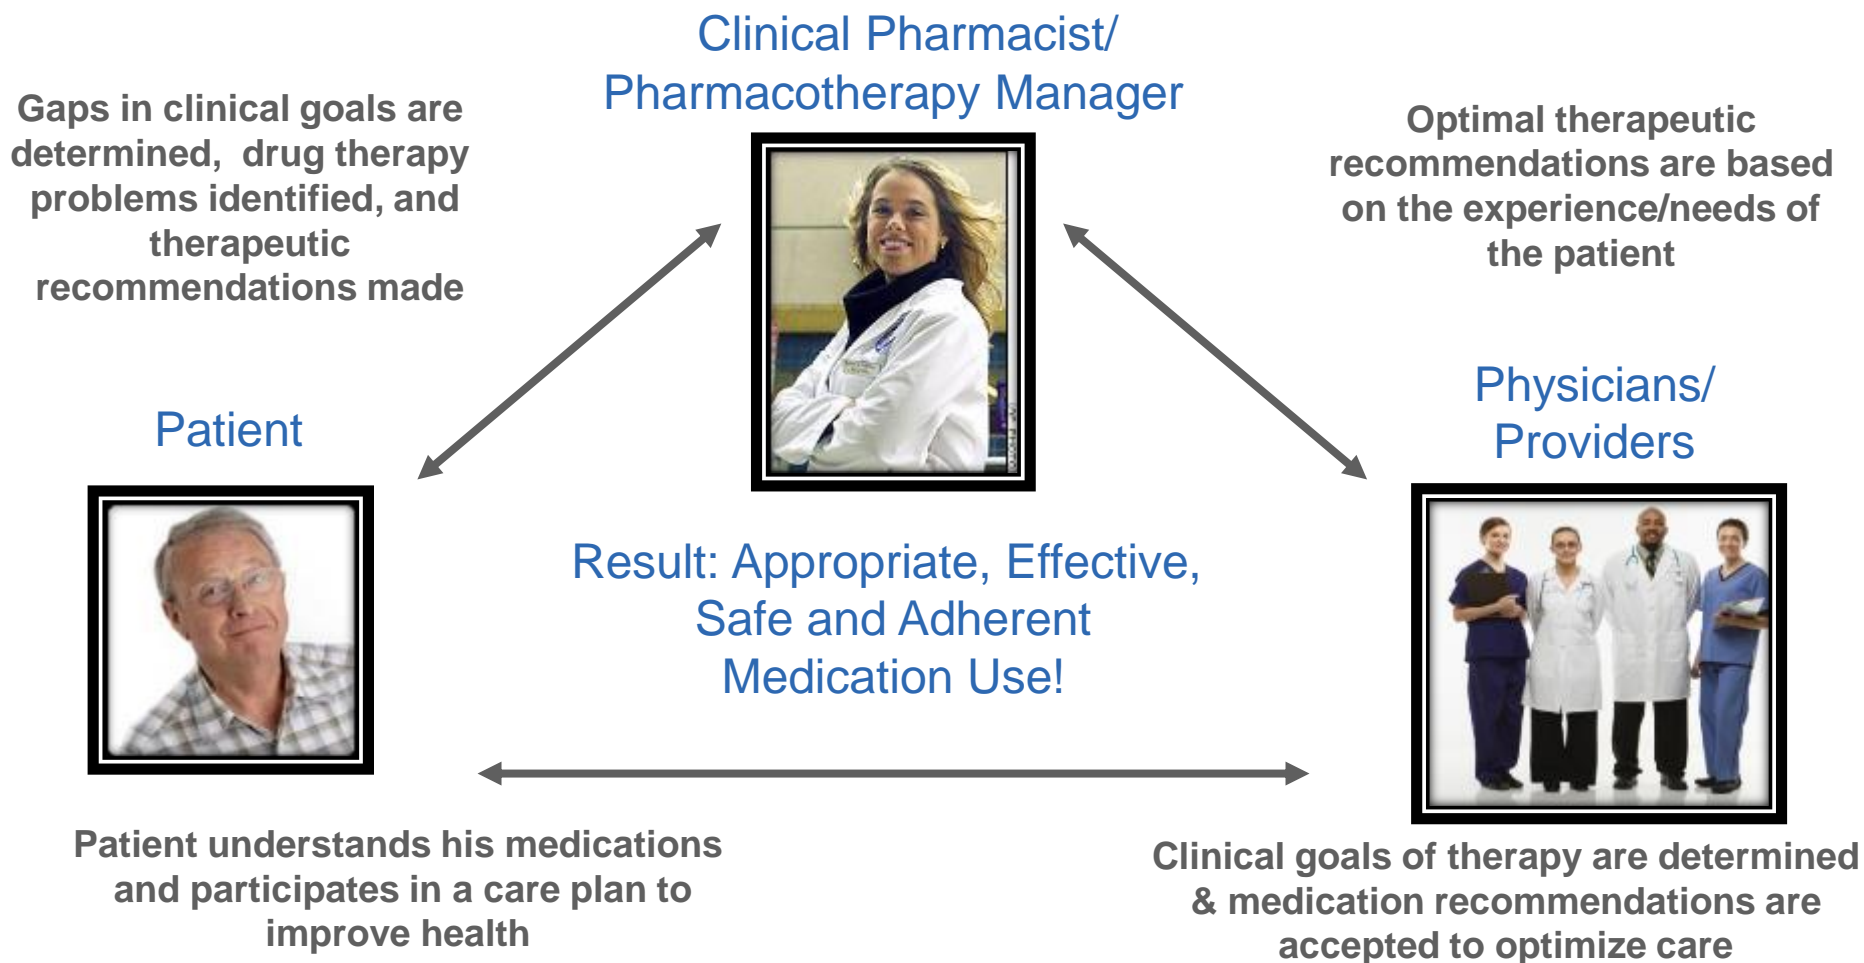 Clinical Pharmacist/
Pharmacotherapy Manager
Gaps in clinical goals are
determined, drug therapy
problems identified, and
therapeutic
recommendations made
Optimal therapeutic
recommendations are based
on the experience/needs of
the patient
Patient
Physicians/
Providers
Result: Appropriate, Effective,
Safe and Adherent
Medication Use!
Patient understands his medications
and participates in a care plan to
improve health
Clinical goals of therapy are determined
& medication recommendations are
accepted to optimize care